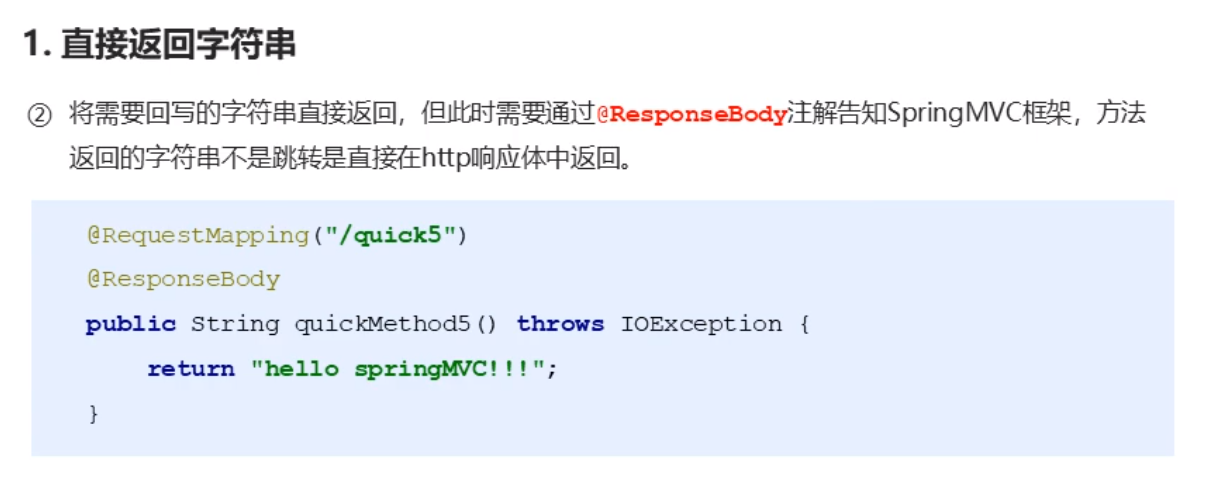 1. 直接返回字符串
② 将需要回写的字符串直接返回，但此时需要通过@ResponseBody注解告知SpringMVC框架，方法
返回的字符串不是跳转是直接在http响应体中返回。
@RequestMapping("/quick5")
@ResponseBody
public String quickMethod5() throws IOException {
return "hello springMVC!!!";
}